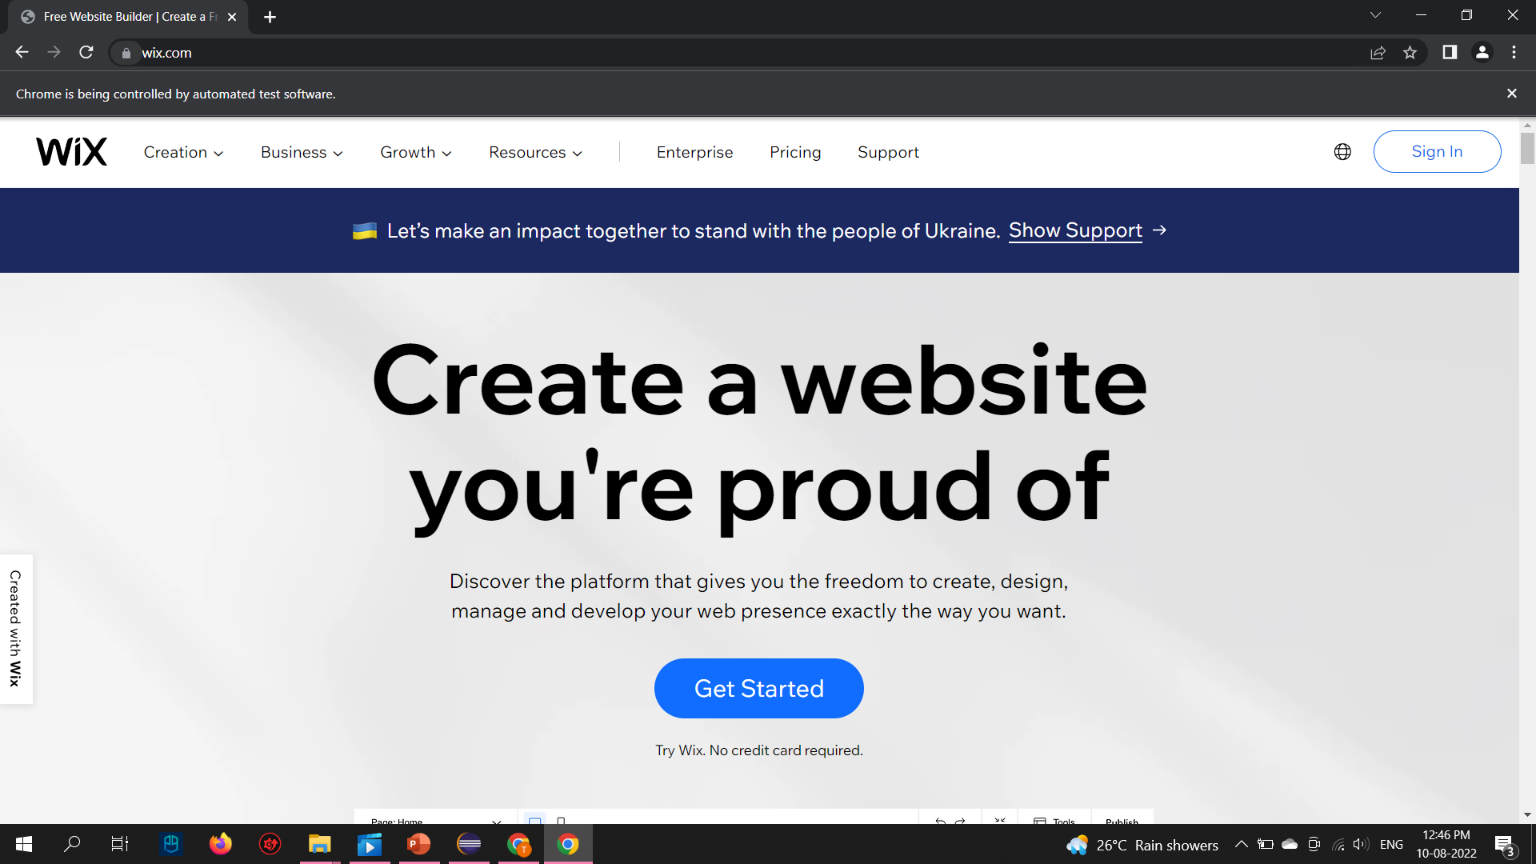 Free Website Builder | Create a Fr
wix.com
Chrome is being controlled by automated test software.
WiX
Creation
Business
Growth
Resources
Enterprise
Pricing
Support
Sign In
Let's make an impact together to stand with the people of Ukraine. Show Support →
Create a website
you're proud of
Discover the platform that gives you the freedom to create, design,
manage and develop your web presence exactly the way you want.
Get Started
Try Wix. No credit card required.
Created with Wix
Page: Home
Tools
Publish
26°C Rain showers
ENG
12:46 PM
10-08-2022
3